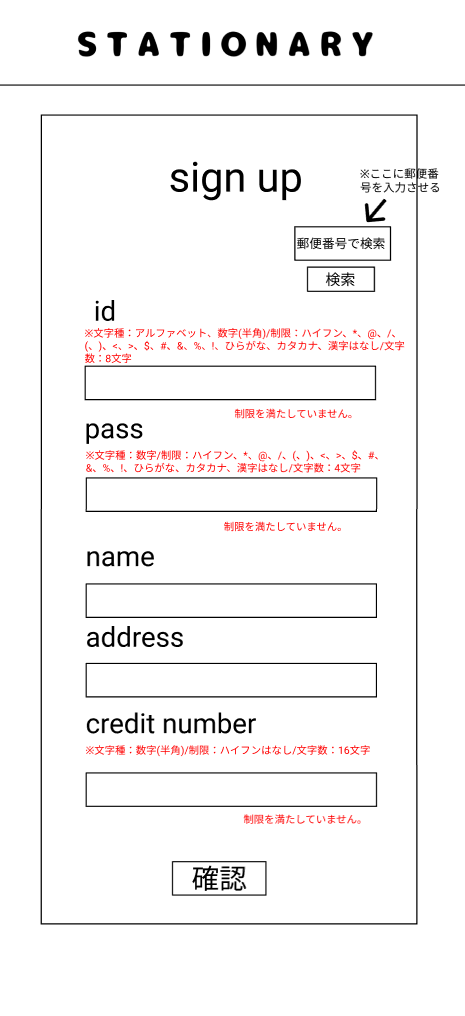 STATIONARY
sign up
※ここに郵便番
号を入力させる
郵便番号で検索
検索
id
※文字種：アルファベット、数字(半角)/制限：ハイフン、*、@、/、
(、)、<、>、$、#、&、%、!、ひらがな、カタカナ、漢字はなし/文字
数：8文字
制限を満たしていません。
pass
※文字種：数字/制限：ハイフン、*、@、/、(、)、<、>、$、#、
&、%、!、ひらがな、カタカナ、漢字はなし/文字数：4文字
制限を満たしていません。
name
address
credit number
※文字種：数字(半角)/制限：ハイフンはなし/文字数：16文字
制限を満たしていません。
確認